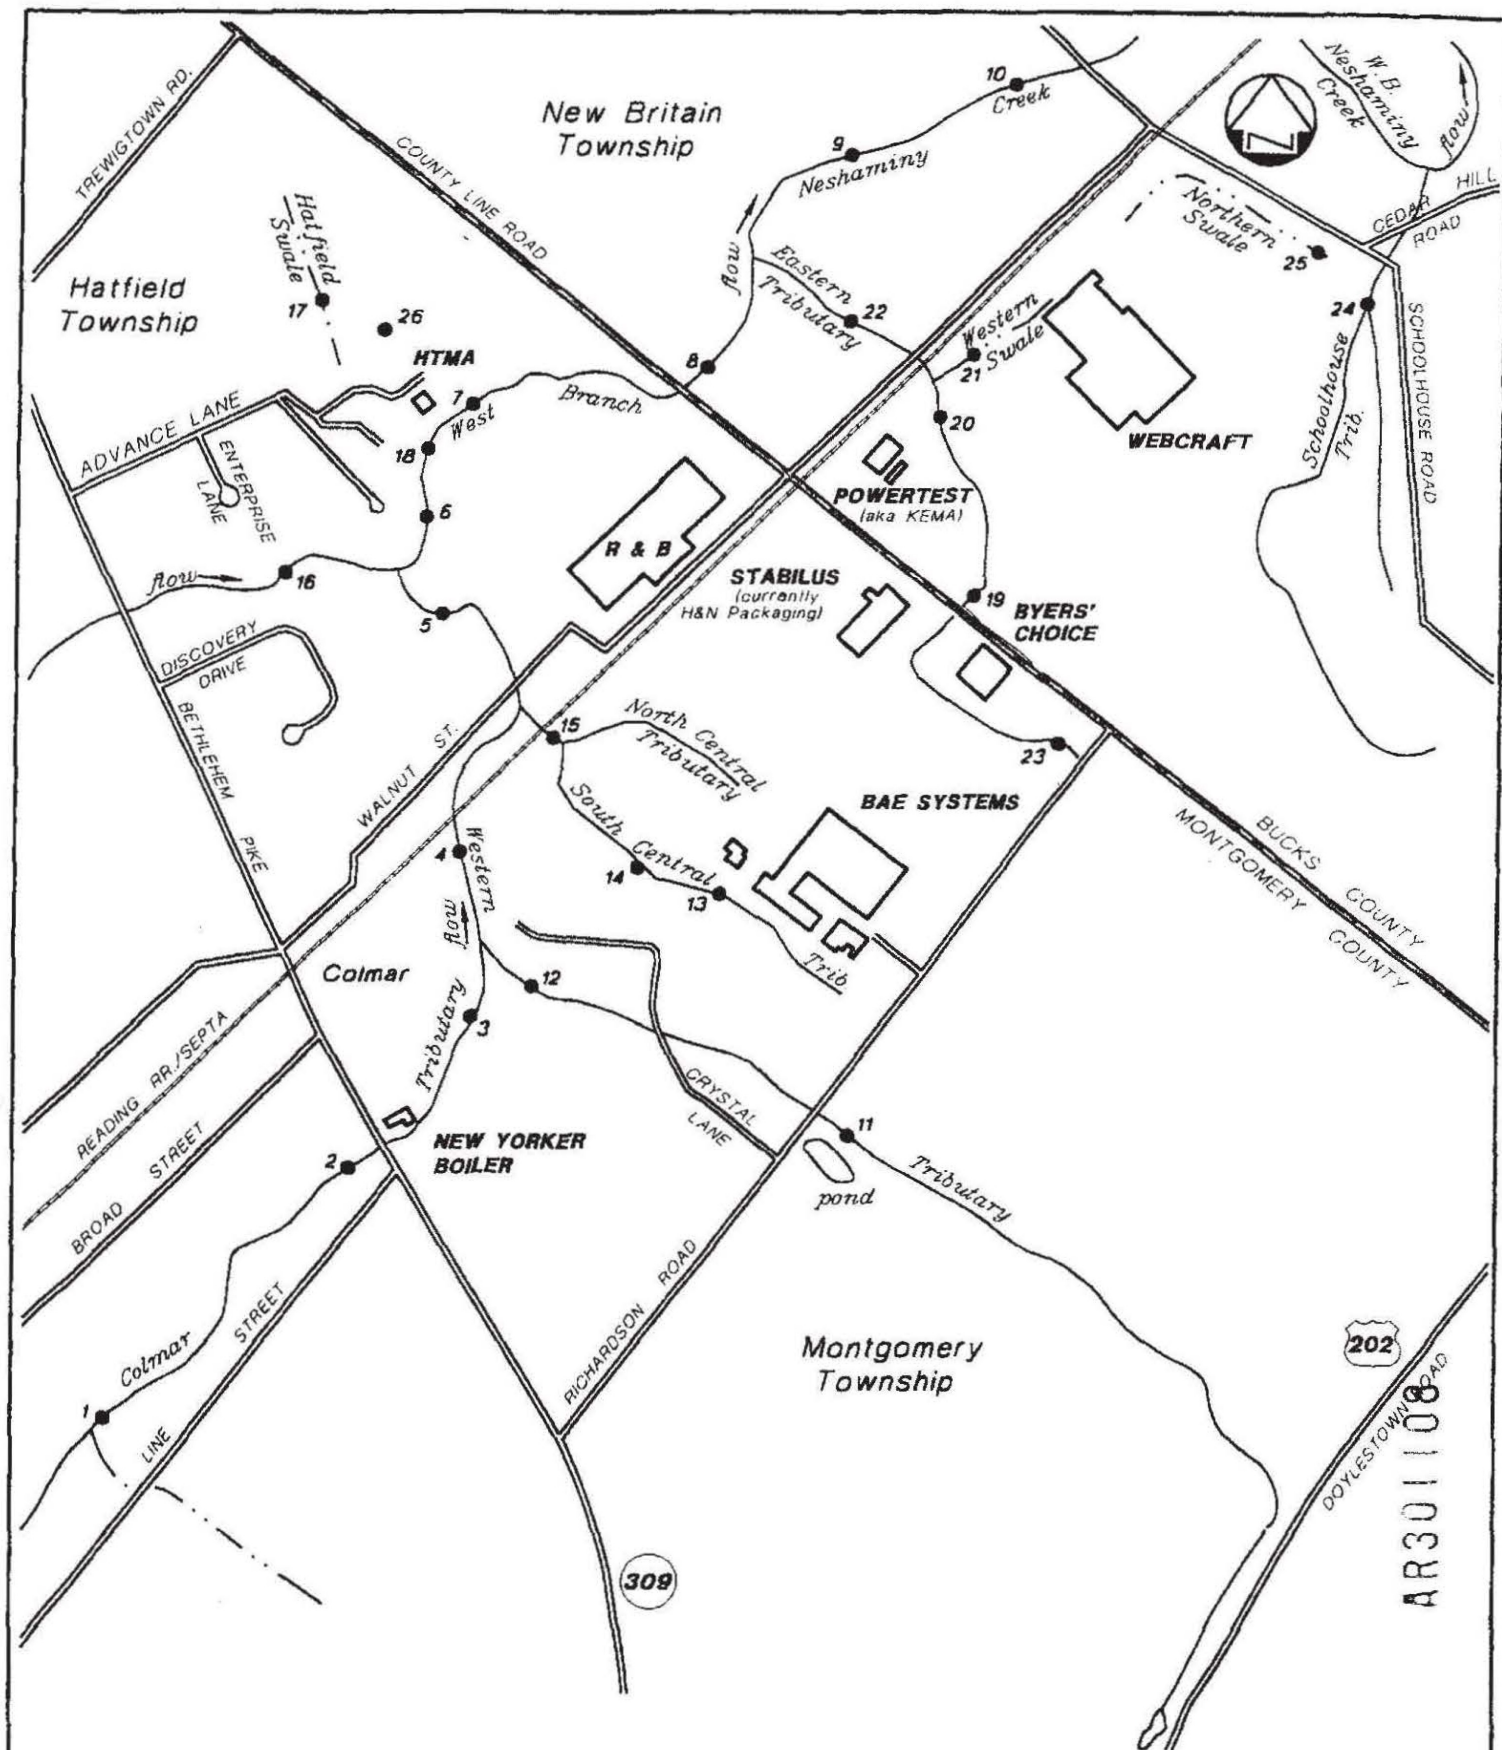 TREWIGTOWN RD.
New Britain
Township
COUNTY LINE ROAD
10
Creek
9
Neshaminy
W. B.
Neshaminy
Creek
flow
N
Northern
Swale
25
CEDAR HILL
ROAD
Hatfield
Swale
17
26
Hatfield
Township
HTMA
flow
Eastern
Tributary
22
Western
Swale
21
24
SCHOOLHOUSE ROAD
8
7
West
Branch
20
WEBCRAFT
Schoolhouse
Trib.
ADVANCE LANE
ENTERPRISE
LANE
18
6
POWERTEST
(aka KEMA)
R & B
flow
16
STABILUS
(currently
H&N Packaging)
19
BYERS'
CHOICE
5
DISCOVERY
DRIVE
BETHLEHEM
PIKE
WALNUT ST.
15
North Central
Tributary
23
BAE SYSTEMS
South
Central
Trib.
14
13
BUCKS COUNTY
MONTGOMERY COUNTY
4
Western
flow
Tributary
Colmar
12
3
READING RR./SEPTA
BROAD STREET
CRYSTAL
LANE
11
NEW YORKER
BOILER
2
Tributary
pond
RICHARDSON ROAD
Montgomery
Township
202
DOYLESTOWN ROAD
Colmar
1
LINE STREET
309
AR301108